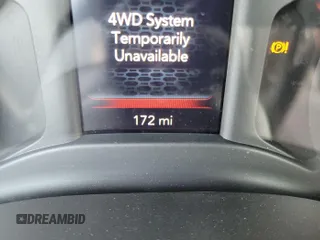 4WD System
Temporarily
Unavailable
172 mi
DREAMBID